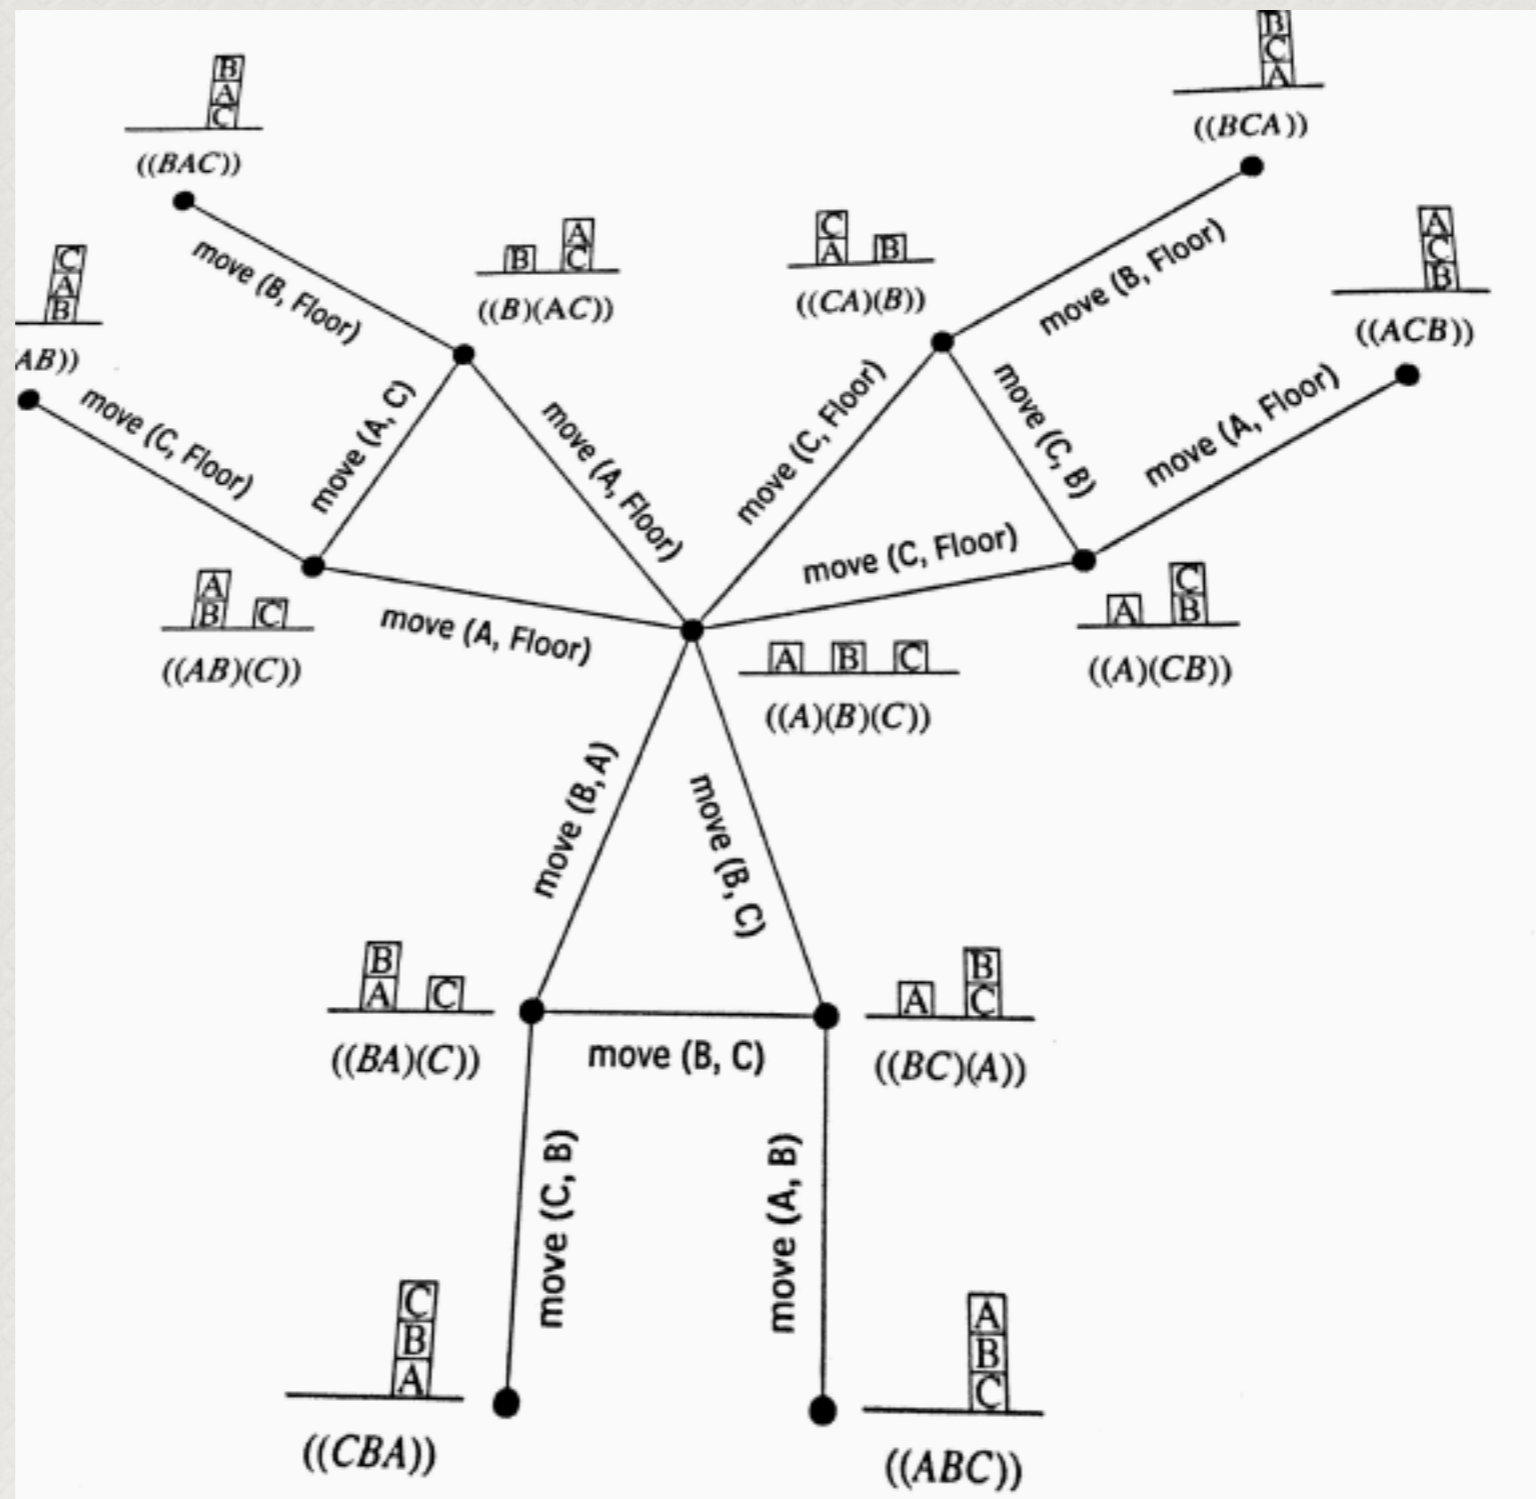 B
A
C
((BAC))
B
C
A
((BCA))
C
A
B
AB))
B
A
C
((B)(AC))
C
A
B
((CA)(B))
A
C
B
((ACB))
move (B, Floor)
move (B, Floor)
move (C, Floor)
move (A, C)
move (A, Floor)
move (C, Floor)
move (C, B)
move (A, Floor)
A
B
C
((AB)(C))
move (A, Floor)
move (C, Floor)
A
B
C
((A)(B)(C))
A
C
B
((A)(CB))
move (B, A)
move (B, C)
B
A
C
((BA)(C))
move (B, C)
A
B
C
((BC)(A))
move (C, B)
move (A, B)
C
B
A
((CBA))
A
B
C
((ABC))